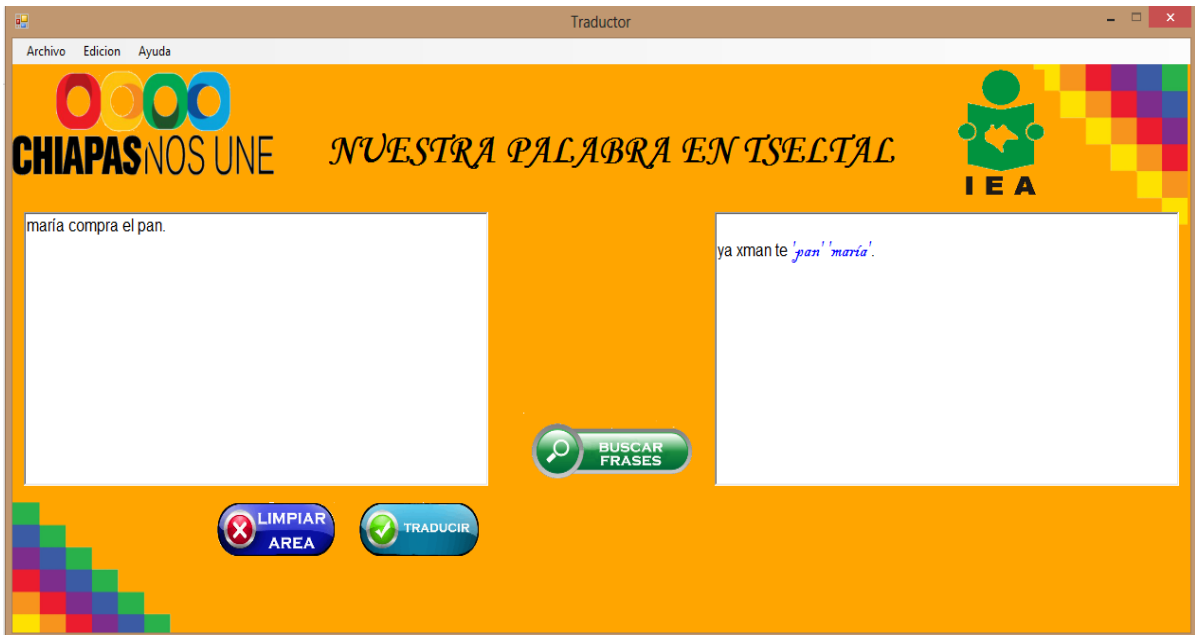 Traductor
Archivo Edicion Ayuda
CHIAPAS NOS UNE
NUESTRA PALABRA EN TSELTAL
IEA
maría compra el pan.
ya xman te 'pan' 'maría'.
BUSCAR
FRASES
LIMPIAR
AREA
TRADUCIR